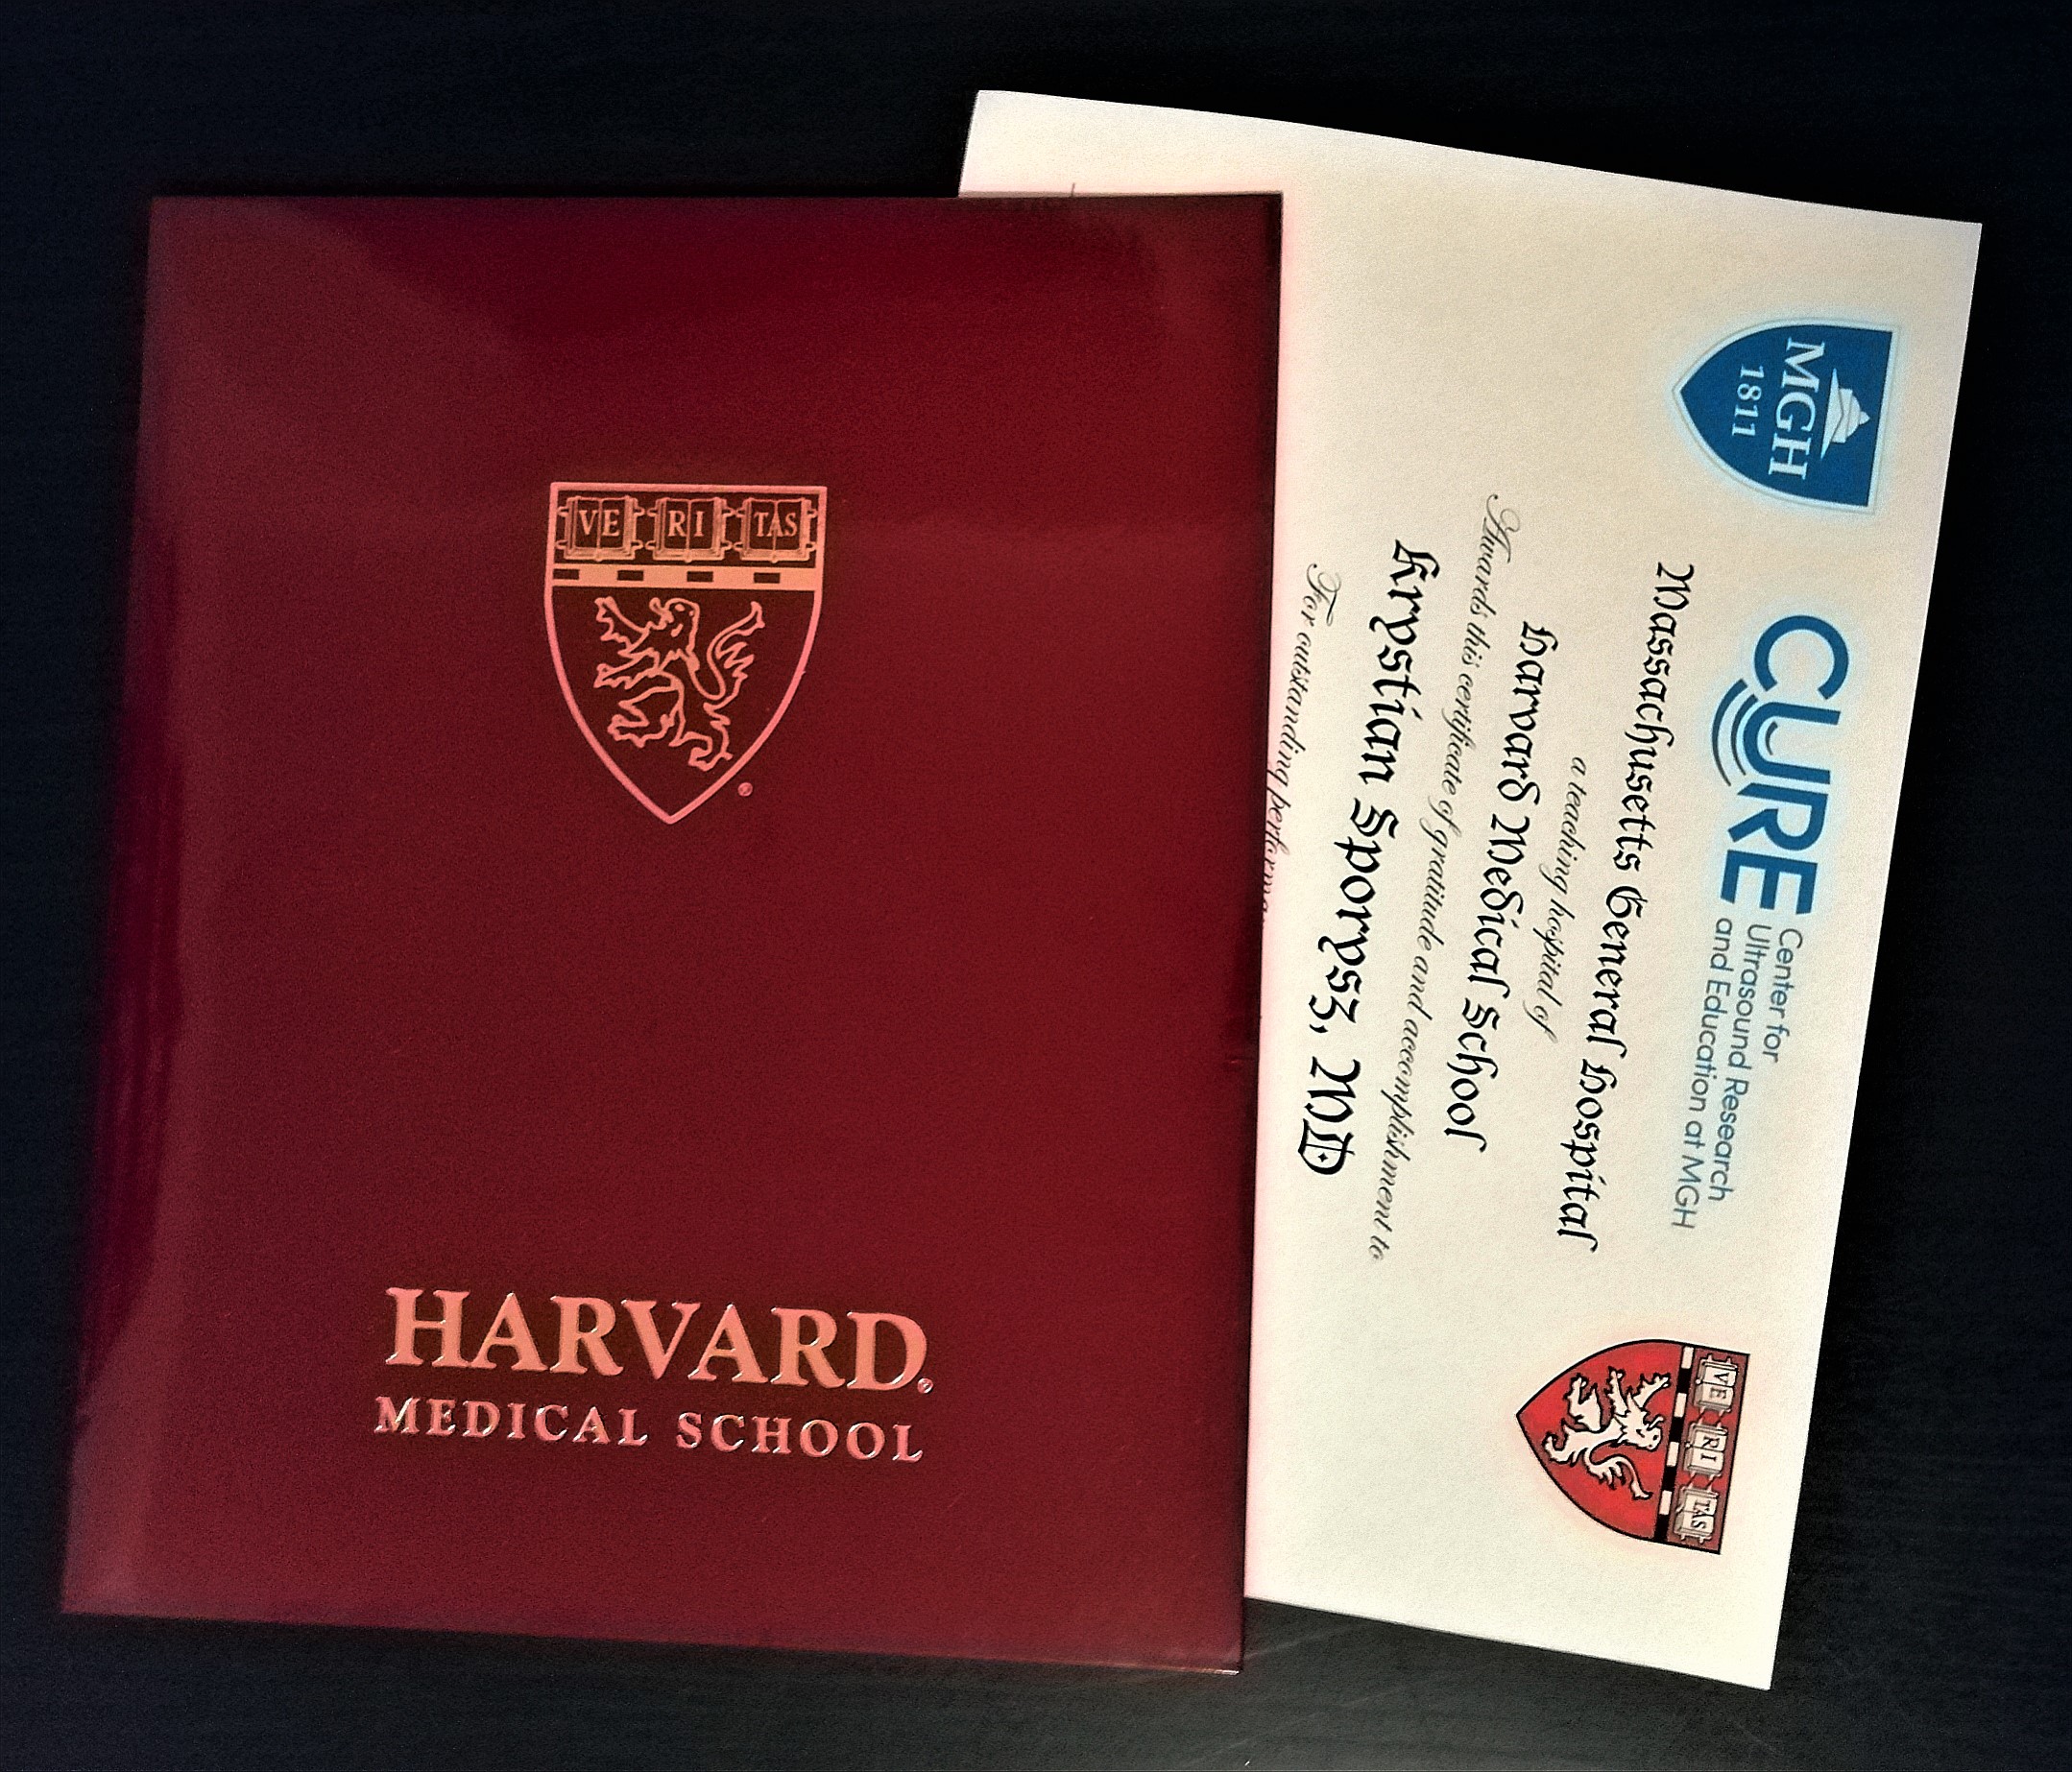 VE RI TAS
HARVARD
MEDICAL SCHOOL
MGH
1811
CURE
Center for
Ultrasound Research
and Education at MGH
VE RI TAS
Massachusetts General Hospital
a teaching hospital of
Harvard Medical School
Awards this certificate of gratitude and accomplishment to
Krystian Sporysz, MD
For outstanding